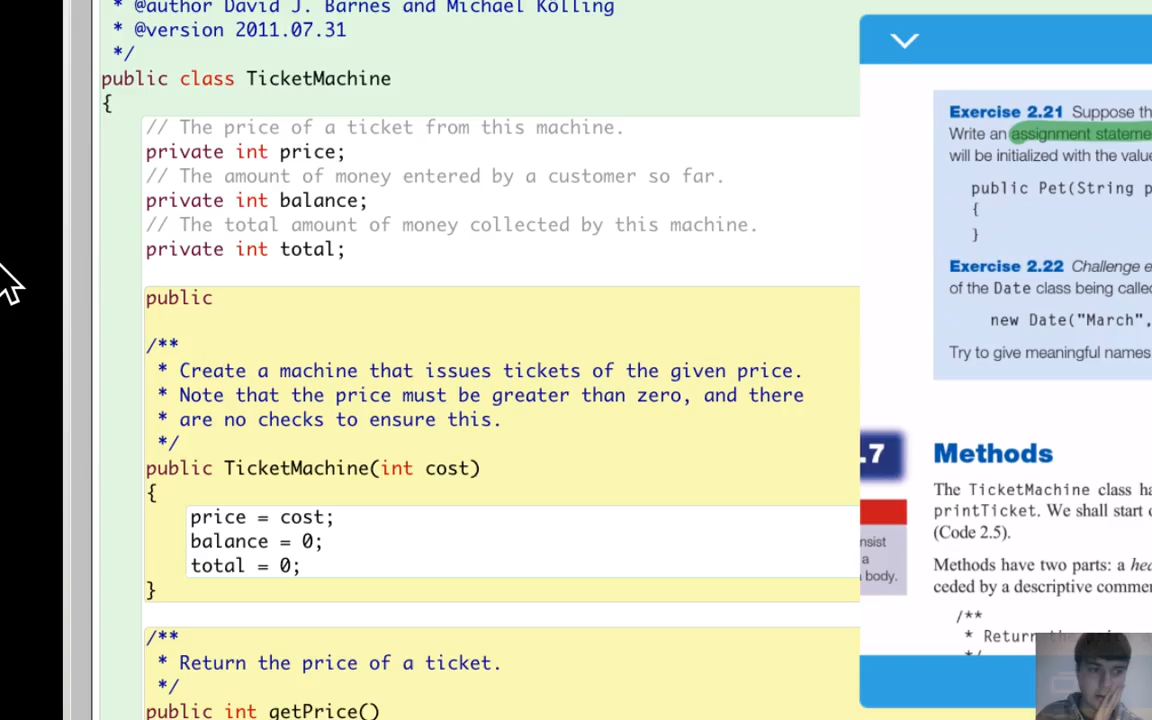 * @author David J. Barnes and Michael Kölling
* @version 2011.07.31
*/
public class TicketMachine
{
// The price of a ticket from this machine.
private int price;
// The amount of money entered by a customer so far.
private int balance;
// The total amount of money collected by this machine.
private int total;
public
/**
* Create a machine that issues tickets of the given price.
* Note that the price must be greater than zero, and there
* are no checks to ensure this.
*/
public TicketMachine(int cost)
{
price = cost;
balance = 0;
total = 0;
}
/**
* Return the price of a ticket.
*/
public int getPrice()
Exercise 2.21 Suppose th
Write an assignment stateme
will be initialized with the value
public Pet(String p
{
}
Exercise 2.22 Challenge e
of the Date class being calle
new Date("March",
Try to give meaningful names
.7 Methods
The TicketMachine class ha
printTicket. We shall start
(Code 2.5).
Methods have two parts: a hea
ceded by a descriptive comme
/**
* Return
*/
nsist
a
body.